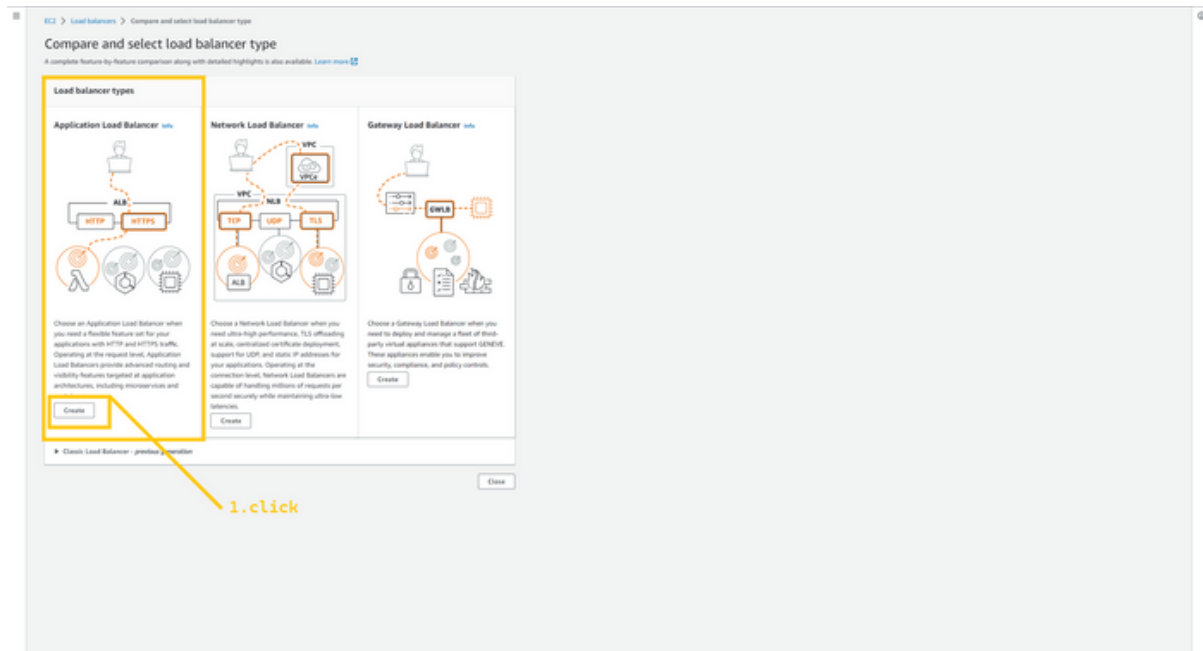 EC2 > Load balancers > Compare and select load balancer type
Compare and select load balancer type
A complete feature-by-feature comparison along with detailed highlights is also available. Learn more
Load balancer types
Application Load Balancer Info
ALB
HTTP
HTTPS
Choose an Application Load Balancer when
you need a flexible feature set for your
applications with HTTP and HTTPS traffic.
Operating at the request level, Application
Load Balancers provide advanced routing and
visibility features targeted at application
architectures, including microservices and
Create
Network Load Balancer Info
VPC
VPCe
VPC
NLB
TCP
UDP
TLS
ALB
Choose a Network Load Balancer when you
need ultra-high performance, TLS offloading
at scale, centralized certificate deployment,
support for UDP, and static IP addresses for
your applications. Operating at the
connection level, Network Load Balancers are
capable of handling millions of requests per
second securely while maintaining ultra-low
latencies.
Create
Gateway Load Balancer Info
GWLB
Choose a Gateway Load Balancer when you
need to deploy and manage a fleet of third-
party virtual appliances that support GENEVE.
These appliances enable you to improve
security, compliance, and policy controls.
Create
Classic Load Balancer - previous generation
Close
1.click